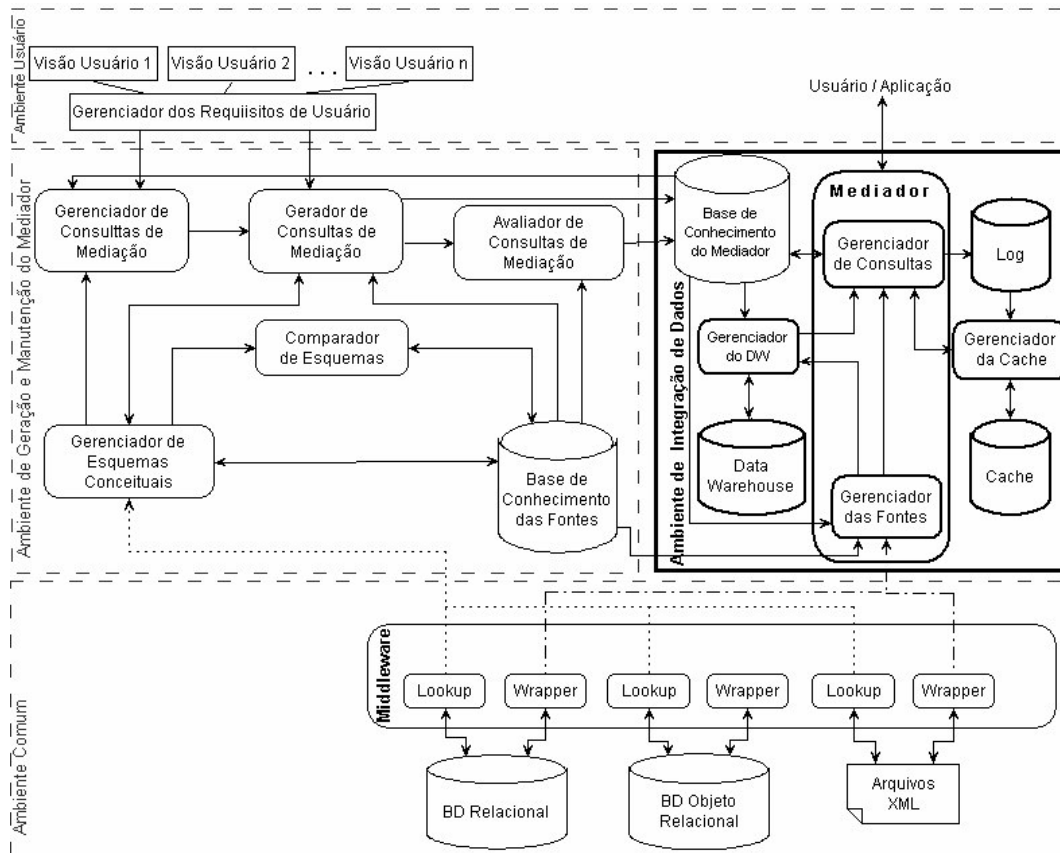 Ambiente Usuário
Visão Usuário 1
Visão Usuário 2
. . .
Visão Usuário n
Gerenciador dos Requiisitos de Usuário
Usuário / Aplicação
Ambiente de Geração e Manutenção do Mediador
Gerenciador de
Consulttas de
Mediação
Gerador de
Consultas de
Mediação
Avaliador de
Consultas de
Mediação
Comparador
de Esquemas
Gerenciador de
Esquemas
Conceituais
Base de
Conhecimento
das Fontes
Ambiente de Integração de Dados
Base de
Conhecimento
do Mediador
Mediador
Gerenciador
de Consultas
Log
Gerenciador
do DW
Gerenciador
da Cache
Data
Warehouse
Gerenciador
das Fontes
Cache
Ambiente Comum
Middleware
Lookup
Wrapper
Lookup
Wrapper
Lookup
Wrapper
BD Relacional
BD Objeto
Relacional
Arquivos
XML